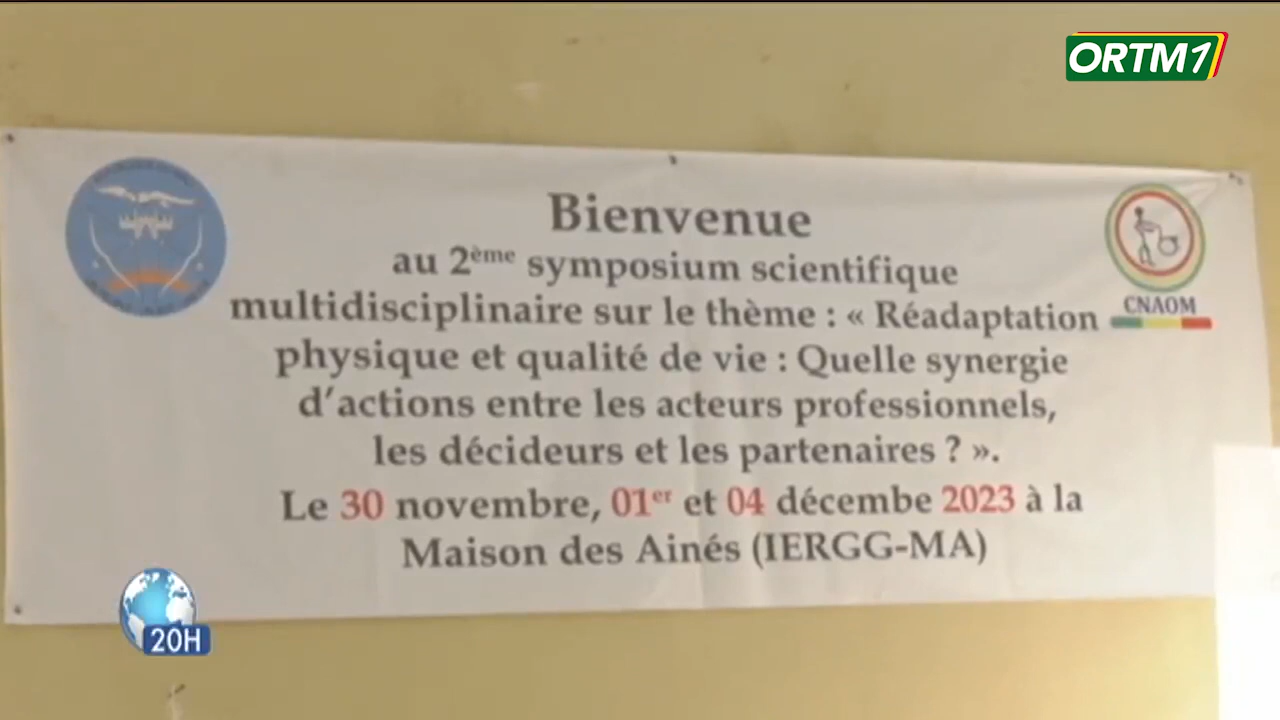 ORTM1
Bienvenue
au 2ème symposium scientifique
multidisciplinaire sur le thème : « Réadaptation
physique et qualité de vie : Quelle synergie
d'actions entre les acteurs professionnels,
les décideurs et les partenaires ? ».
Le 30 novembre, 01er et 04 décembe 2023 à la
Maison des Ainés (IERGG-MA)
CNAOM
20H